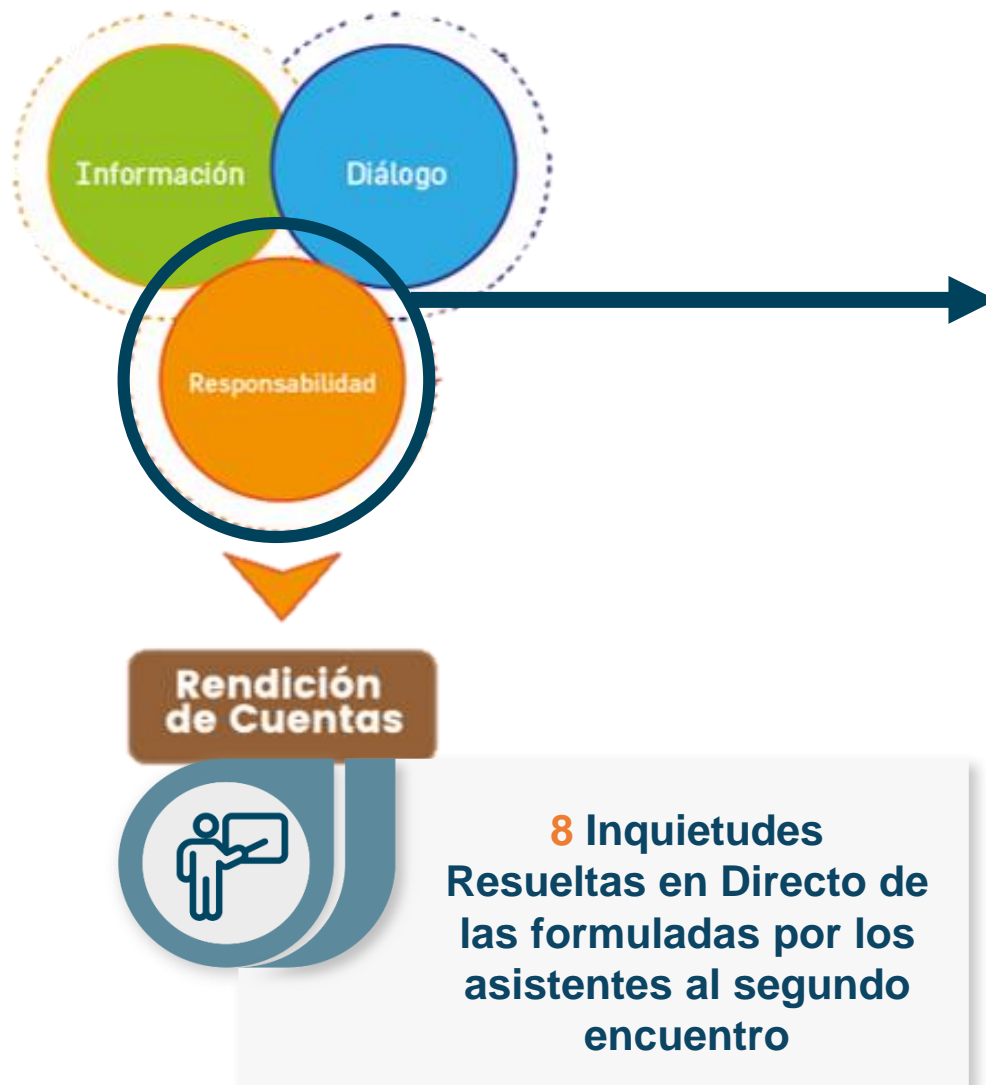 Información
Diálogo
Responsabilidad
Rendición
de Cuentas
8 Inquietudes
Resueltas en Directo de
las formuladas por los
asistentes al segundo
encuentro